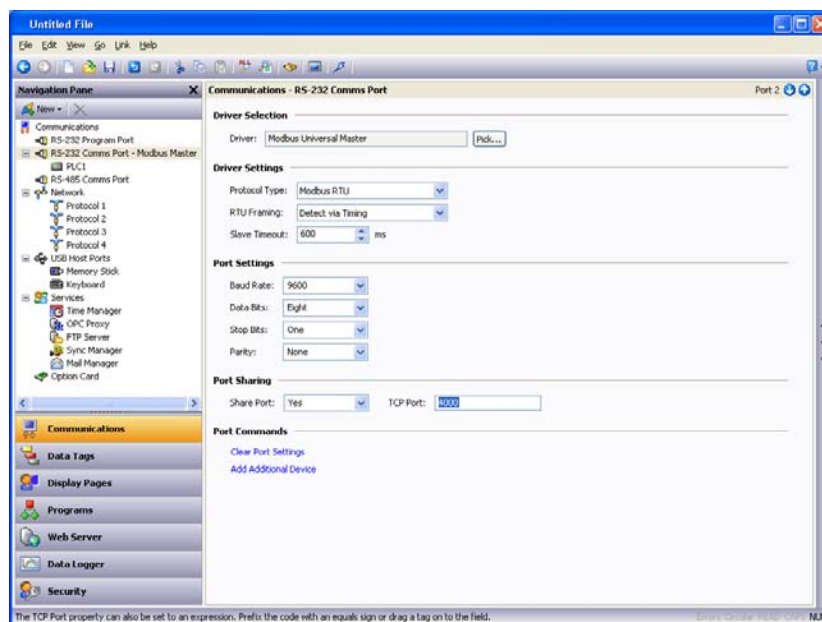 Untitled File
File Edit View Go Link Help
Navigation Pane X
Communications - RS-232 Comms Port
Port 2
New
Communications
RS-232 Program Port
RS-232 Comms Port - Modbus Master
PLC1
RS-485 Comms Port
Network
Protocol 1
Protocol 2
Protocol 3
Protocol 4
USB Host Ports
Memory Stick
Keyboard
Services
Time Manager
OPC Proxy
FTP Server
Sync Manager
Mail Manager
Option Card
Communications
Data Tags
Display Pages
Programs
Web Server
Data Logger
Security
Driver Selection
Driver: Modbus Universal Master Pick...
Driver Settings
Protocol Type: Modbus RTU
RTU Framing: Detect via Timing
Slave Timeout: 600 ms
Port Settings
Baud Rate: 9600
Data Bits: Eight
Stop Bits: One
Parity: None
Port Sharing
Share Port: Yes TCP Port: 4000
Port Commands
Clear Port Settings
Add Additional Device
The TCP Port property can also be set to an expression. Prefix the code with an equals sign or drag a tag on to the field.
Errors Circular READ CAPS NU